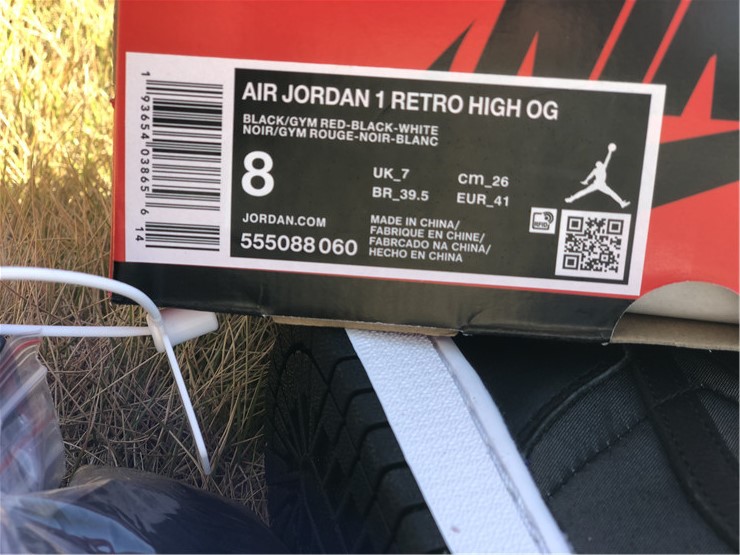 AIR JORDAN 1 RETRO HIGH OG
BLACK/GYM RED-BLACK-WHITE
NOIR/GYM ROUGE-NOIR-BLANC
8
UK_7 cm_26
BR_39.5 EUR_41
JORDAN.COM
555088 060
MADE IN CHINA/
FABRIQUE EN CHINE/
FABRCADO NA CHINA/
HECHO EN CHINA
1 93654 03865 6 14